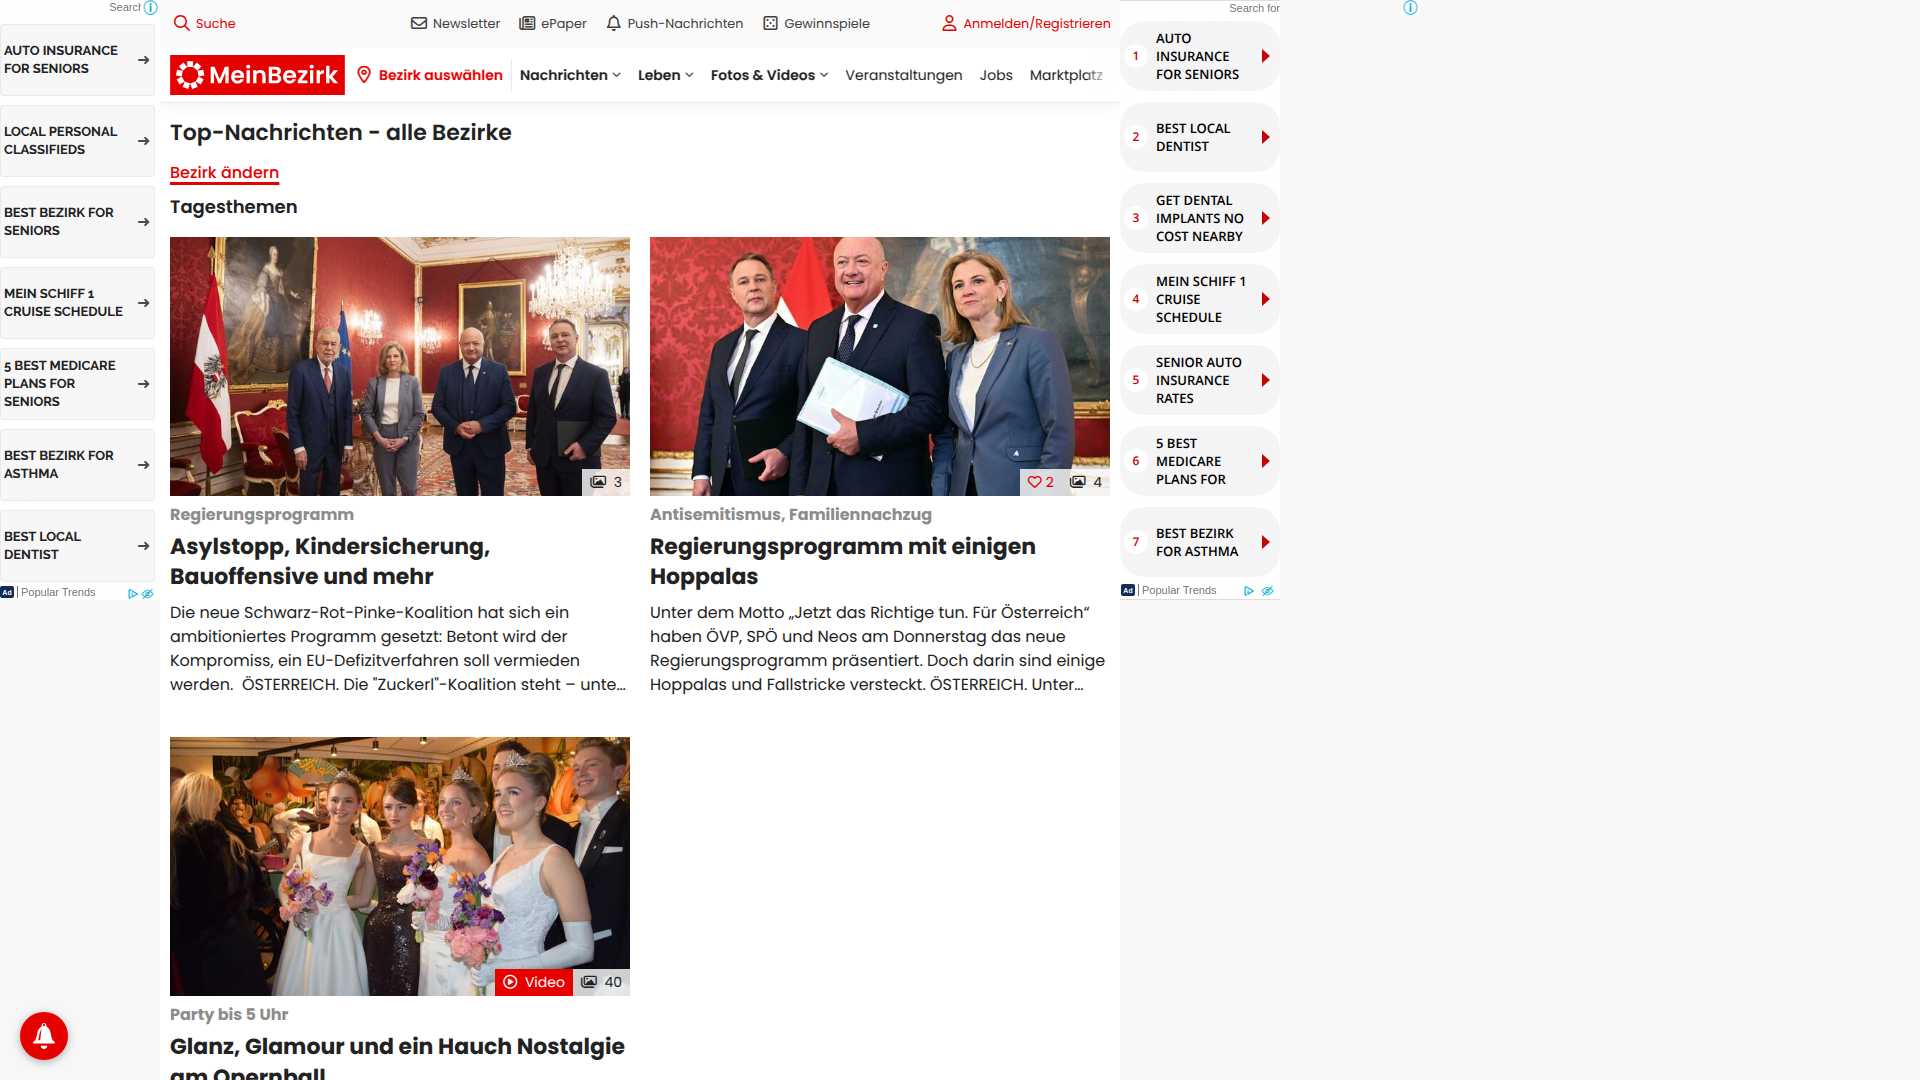 Search
AUTO INSURANCE
FOR SENIORS
LOCAL PERSONAL
CLASSIFIEDS
BEST BEZIRK FOR
SENIORS
MEIN SCHIFF 1
CRUISE SCHEDULE
5 BEST MEDICARE
PLANS FOR
SENIORS
BEST BEZIRK FOR
ASTHMA
BEST LOCAL
DENTIST
Ad Popular Trends
Suche
Newsletter
ePaper
Push-Nachrichten
Gewinnspiele
Anmelden/Registrieren
MeinBezirk
Bezirk auswählen
Nachrichten
Leben
Fotos & Videos
Veranstaltungen
Jobs
Marktplatz
Top-Nachrichten - alle Bezirke
Bezirk ändern
Tagesthemen
3
Regierungsprogramm
Asylstopp, Kindersicherung,
Bauoffensive und mehr
Die neue Schwarz-Rot-Pinke-Koalition hat sich ein
ambitioniertes Programm gesetzt: Betont wird der
Kompromiss, ein EU-Defizitverfahren soll vermieden
werden.  ÖSTERREICH. Die "Zuckerl"-Koalition steht – unte...
2
4
Antisemitismus, Familiennachzug
Regierungsprogramm mit einigen
Hoppalas
Unter dem Motto „Jetzt das Richtige tun. Für Österreich“
haben ÖVP, SPÖ und Neos am Donnerstag das neue
Regierungsprogramm präsentiert. Doch darin sind einige
Hoppalas und Fallstricke versteckt. ÖSTERREICH. Unter...
Video
40
Party bis 5 Uhr
Glanz, Glamour und ein Hauch Nostalgie
am Opernball
Search for
1
AUTO
INSURANCE
FOR SENIORS
2
BEST LOCAL
DENTIST
3
GET DENTAL
IMPLANTS NO
COST NEARBY
4
MEIN SCHIFF 1
CRUISE
SCHEDULE
5
SENIOR AUTO
INSURANCE
RATES
6
5 BEST
MEDICARE
PLANS FOR
7
BEST BEZIRK
FOR ASTHMA
Ad Popular Trends